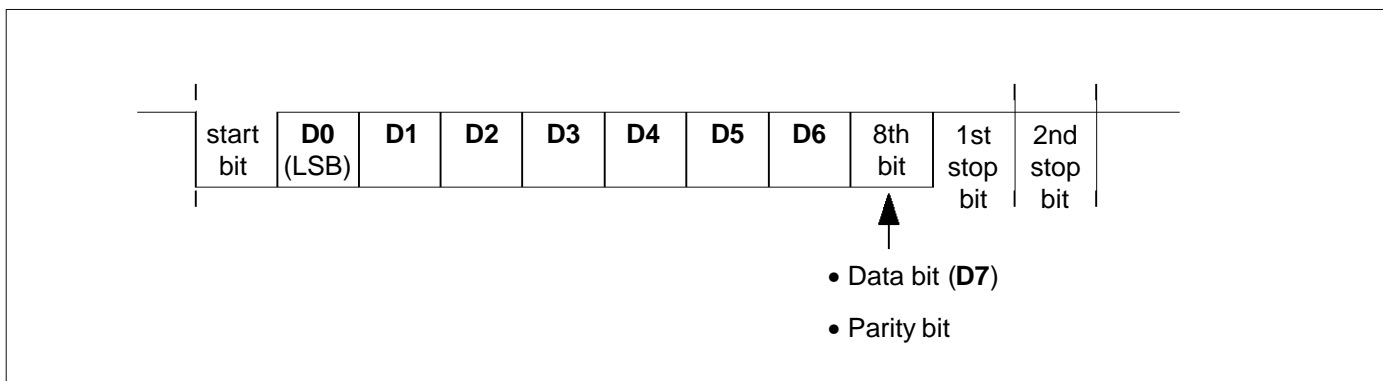 start bit D0 (LSB) D1 D2 D3 D4 D5 D6 8th bit 1st stop bit 2nd stop bit
• Data bit (D7)
• Parity bit